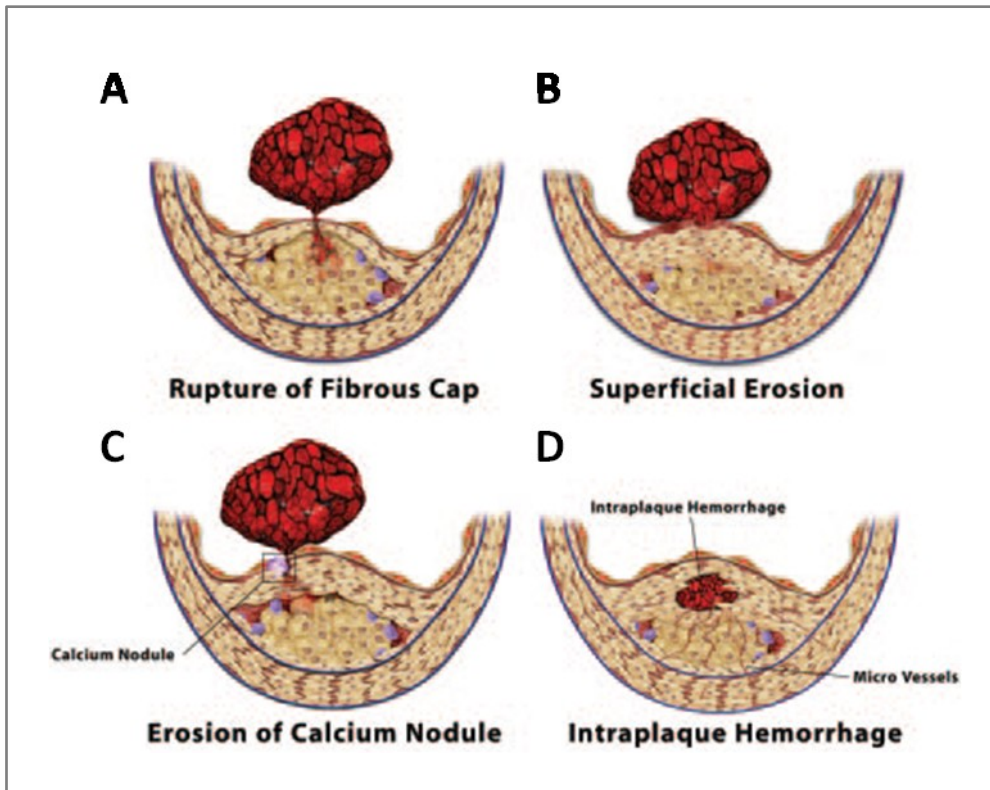 A
B
Rupture of Fibrous Cap
Superficial Erosion
C
D
Intraplaque Hemorrhage
Calcium Nodule
Micro Vessels
Erosion of Calcium Nodule
Intraplaque Hemorrhage